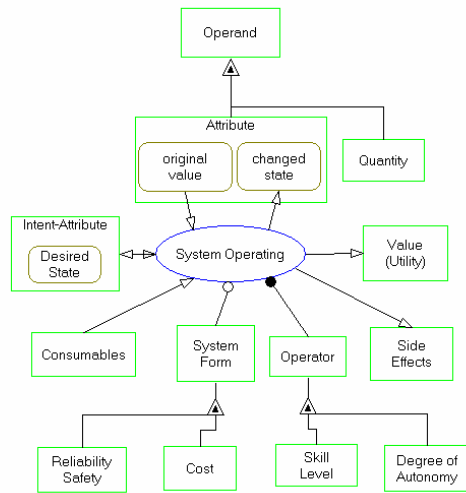 Operand
Attribute
original
value
changed
state
Quantity
Intent-Attribute
Desired
State
System Operating
Value
(Utility)
Consumables
System
Form
Operator
Side
Effects
Reliability
Safety
Cost
Skill
Level
Degree of
Autonomy